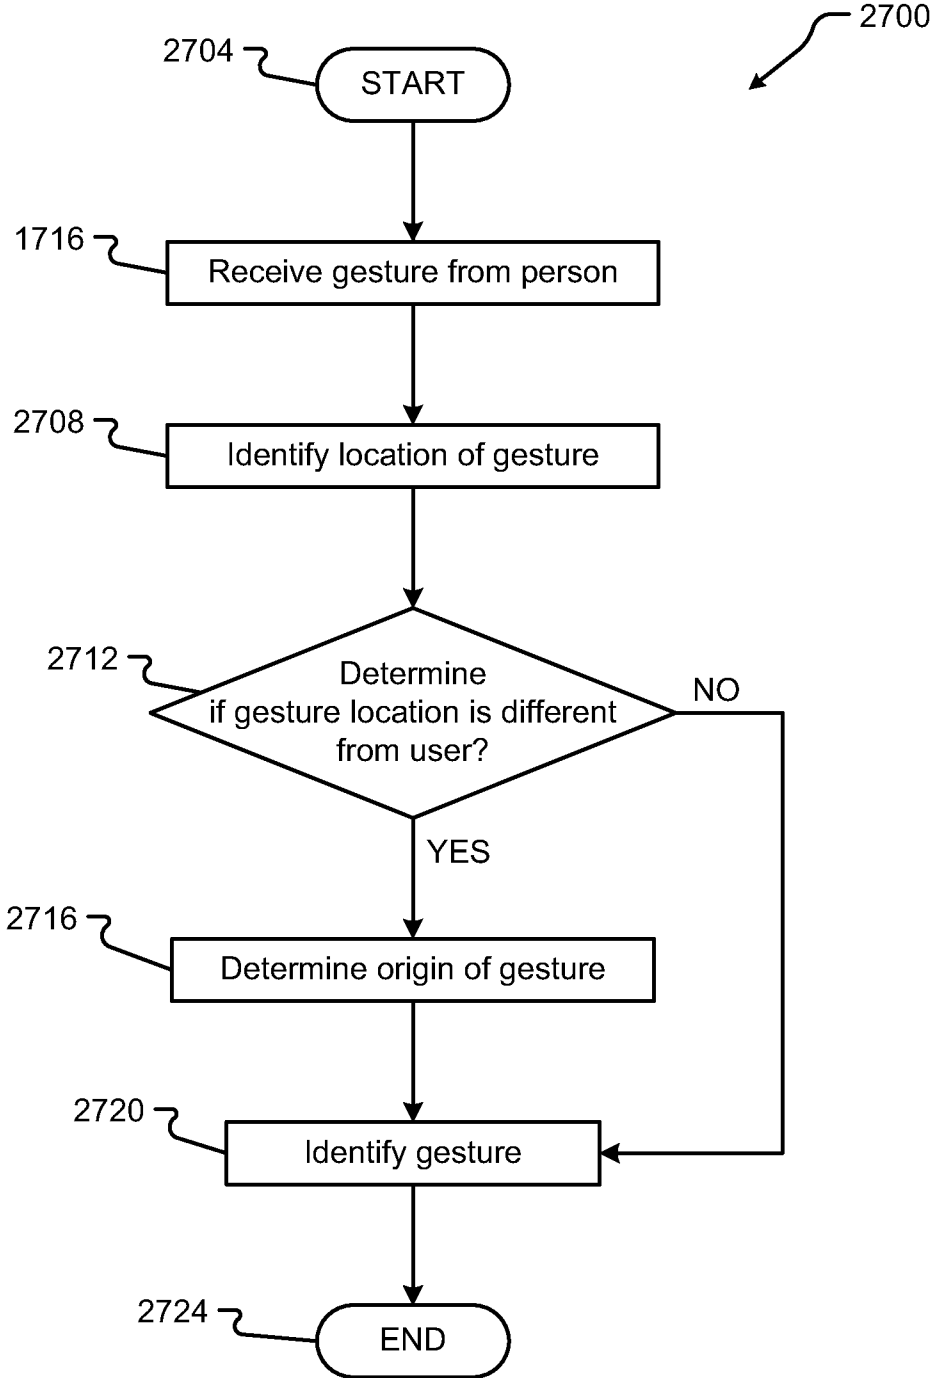 2700
2704
START
1716
Receive gesture from person
2708
Identify location of gesture
2712
Determine
if gesture location is different
from user?
NO
YES
2716
Determine origin of gesture
2720
Identify gesture
2724
END